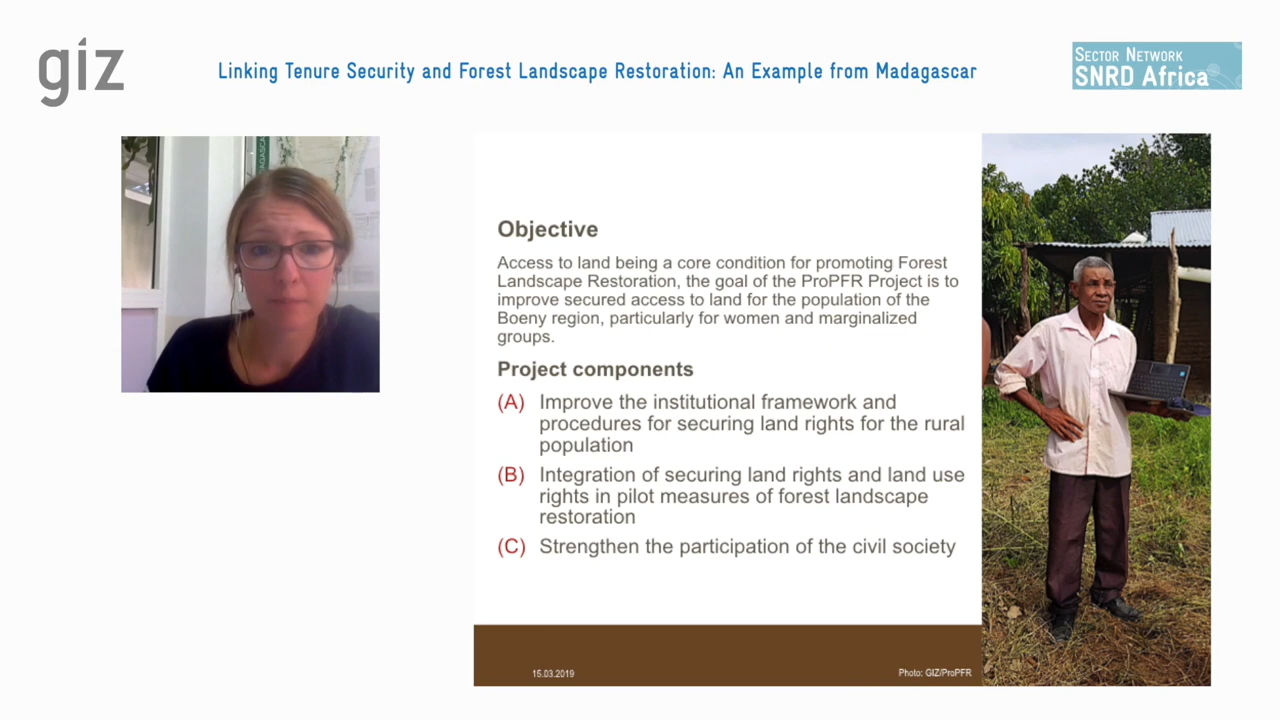 giz
Linking Tenure Security and Forest Landscape Restoration: An Example from Madagascar
Sector Network
SNRD Africa
Objective
Access to land being a core condition for promoting Forest
Landscape Restoration, the goal of the ProPFR Project is to
improve secured access to land for the population of the
Boeny region, particularly for women and marginalized
groups.
Project components
(A) Improve the institutional framework and
procedures for securing land rights for the rural
population
(B) Integration of securing land rights and land use
rights in pilot measures of forest landscape
restoration
(C) Strengthen the participation of the civil society
15.03.2019
Photo: GIZ/ProPFR